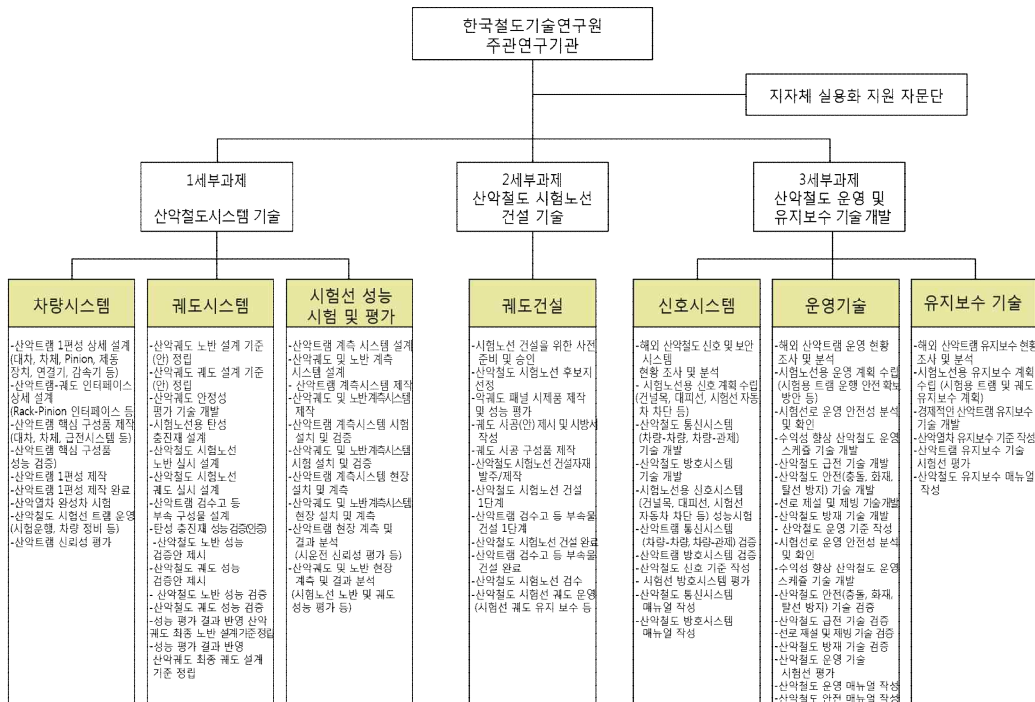 한국철도기술연구원
주관연구기관
지자체 실용화 지원 자문단
1세부과제
산악철도시스템 기술
2세부과제
산악철도 시험노선
건설 기술
3세부과제
산악철도 운영 및
유지보수 기술개발
차량시스템
-산악트램 1편성 상세 설계
(대차, 차체, Pinion, 제동
장치, 연결기, 감속기 등)
-산악트램-궤도 인터페이스
상세 설계
(Rack-Pinion 인터페이스 등
-산악트램 핵심 구성품 제작
(대차, 차체, 급전시스템 등)
-산악트램 핵심 구성품
성능 검증)
-산악트램 1편성 제작
-산악트램 1편성 제작 완료
-산악열차 완성차 시험
-산악철도 시험선 트램 운영
(시험운행, 차량 정비 등)
-산악트램 신뢰성 평가
궤도시스템
-산악궤도 노반 설계 기준
(안) 정립
-산악궤도 궤도 설계 기준
(안) 정립
-산악궤도 안정성
평가 기술 개발
-시험노선용 탄성
충진재 설계
-산악철도 시험노선
노반 실시 설계
-산악철도 시험노선
궤도 실시 설계
-산악트램 검수고 등
부속 구성물 설계
-탄성 충진재 성능검증(인증)
-산악철도 노반 성능
검증안 제시
-산악철도 궤도 성능
검증안 제시
- 산악철도 노반 성능 검증
-산악철도 궤도 성능 검증
-성능 평가 결과 반영 산악
궤도 최종 노반 설계기준정립
-성능 평가 결과 반영
산악궤도 최종 궤도 설계
기준 정립
시험선 성능
시험 및 평가
-산악트램 계측 시스템 설계
-산악궤도 및 노반 계측
시스템 설계
- 산악트램 계측시스템 제작
-산악궤도 및 노반계측시스템
제작
-산악트램 계측시스템 시험
설치 및 검증
-산악궤도 및 노반계측시스템
시험 설치 및 검증
-산악트램 계측시스템 현장
설치 및 계측
-산악궤도 및 노반계측시스템
현장 설치 및 계측
-산악트램 현장 계측 및
결과 분석
(시운전 신뢰성 평가 등)
-산악궤도 및 노반 현장
계측 및 결과 분석
(시험노선 노반 및 궤도
성능 평가 등)
궤도건설
-시험노선 건설을 위한 사전
준비 및 승인
-산악철도 시험노선 후보지
선정
-악궤도 패널 시제품 제작
및 성능 평가
-궤도 시공(안) 제시 및 시방서
작성
-궤도 시공 구성품 제작
-산악철도 시험노선 건설자재
발주/제작
-산악철도 시험노선 건설
1단계
-산악트램 검수고 등 부속물
건설 1단계
-산악철도 시험노선 건설 완료
-산악트램 검수고 등 부속물
건설 완료
-산악철도 시험노선 검수
-산악철도 시험선 궤도 운영
(시험선 궤도 유지 보수 등)
신호시스템
-해외 산악철도 신호 및 보안
시스템
현황 조사 및 분석
- 시험노선용 신호 계획 수립
(건널목, 대피선, 시험선 자동
차 차단 등)
-산악철도 통신시스템
(차량-차량, 차량-관제)
기술 개발
-산악철도 방호시스템
기술 개발
-시험노선용 신호시스템
(건널목, 대피선, 시험선
자동차 차단 등) 성능시험
-산악트램 통신시스템
(차량-차량, 차량-관제) 검증
-산악트램 방호시스템 검증
-산악철도 신호 기준 작성
- 시험선 방호시스템 평가
-산악철도 통신시스템
매뉴얼 작성
-산악철도 방호시스템
매뉴얼 작성
운영기술
-해외 산악트램 운영 현황
조사 및 분석
-시험노선용 운영 계획 수립
(시험용 트램 운행 안전 확보
방안 등)
-시험선로 운영 안전성 분석
및 확인
-수익성 향상 산악철도 운영
스케쥴 기술 개발
-산악철도 급전 기술 개발
-산악철도 안전(충돌, 화재,
탈선 방지) 기술 개발
-선로 제설 및 제빙 기술개발
-산악철도 방재 기술 개발
- 산악철도 운영 기준 작성
-시험선로 운영 안전성 분석
및 확인
-수익성 향상 산악철도 운영
스케쥴 기술 개발
-산악철도 안전(충돌, 화재,
탈선 방지) 기술 검증
-산악철도 급전 기술 검증
-선로 제설 및 제빙 기술 검증
-산악철도 방재 기술 검증
-산악철도 운영 기술
시험선 평가
-산악철도 운영 매뉴얼 작성
-산악철도 안전 매뉴얼 작성
유지보수 기술
-해외 산악트램 유지보수 현황
조사 및 분석
-시험노선용 유지보수 계획
수립 (시험용 트램 및 궤도
유지보수 계획)
-경제적인 산악트램 유지보수
기술 개발
-산악열차 유지보수 기준 작성
-산악트램 유지보수 기술
시험선 평가
-산악철도 유지보수 매뉴얼
작성